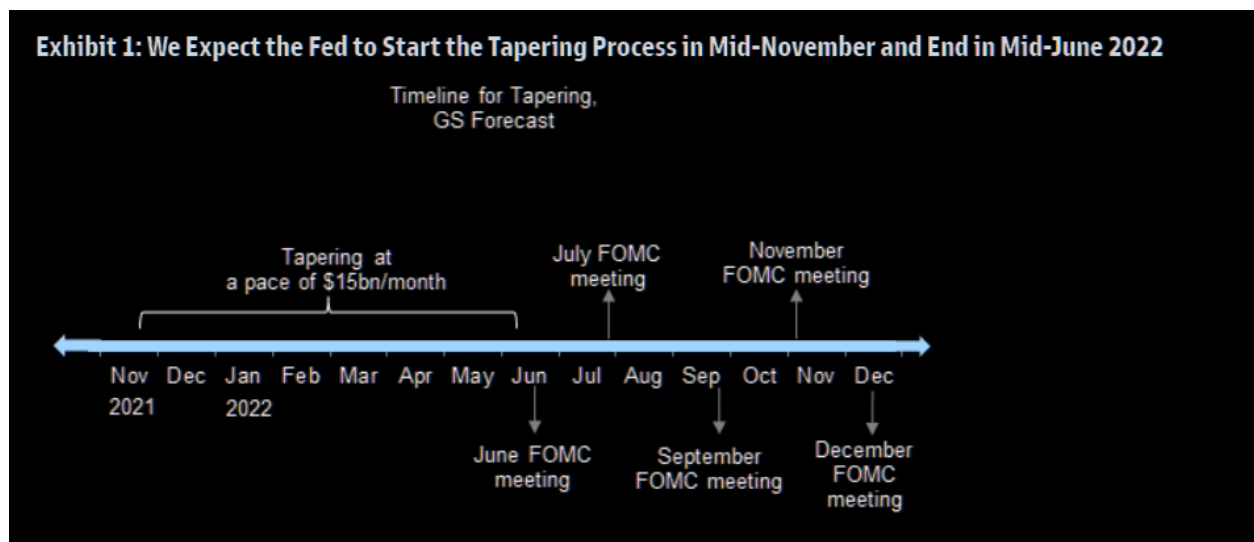 Exhibit 1: We Expect the Fed to Start the Tapering Process in Mid-November and End in Mid-June 2022
Timeline for Tapering,
GS Forecast
Tapering at
a pace of $15bn/month
July FOMC
meeting
November
FOMC meeting
Nov Dec Jan Feb Mar Apr May Jun Jul Aug Sep Oct Nov Dec
2021 2022
June FOMC
meeting
September
FOMC meeting
December
FOMC
meeting